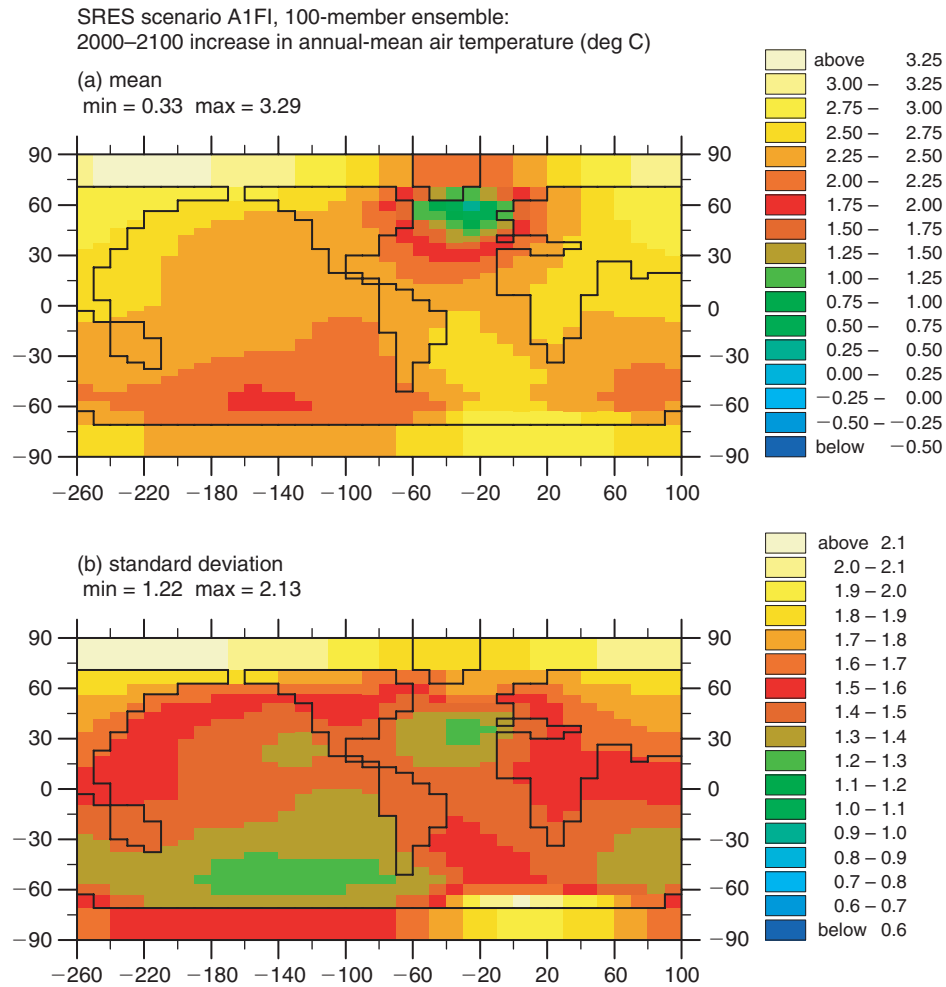 SRES scenario A1FI, 100-member ensemble:
2000–2100 increase in annual-mean air temperature (deg C)
(a) mean
min = 0.33 max = 3.29
90
60
30
0
−30
−60
−90
90
60
30
0
−30
−60
−90
−260 −220 −180 −140 −100 −60 −20 20 60 100
above 3.25
3.00 – 3.25
2.75 – 3.00
2.50 – 2.75
2.25 – 2.50
2.00 – 2.25
1.75 – 2.00
1.50 – 1.75
1.25 – 1.50
1.00 – 1.25
0.75 – 1.00
0.50 – 0.75
0.25 – 0.50
0.00 – 0.25
−0.25 – 0.00
−0.50 – −0.25
below −0.50
(b) standard deviation
min = 1.22 max = 2.13
90
60
30
0
−30
−60
−90
90
60
30
0
−30
−60
−90
−260 −220 −180 −140 −100 −60 −20 20 60 100
above 2.1
2.0 – 2.1
1.9 – 2.0
1.8 – 1.9
1.7 – 1.8
1.6 – 1.7
1.5 – 1.6
1.4 – 1.5
1.3 – 1.4
1.2 – 1.3
1.1 – 1.2
1.0 – 1.1
0.9 – 1.0
0.8 – 0.9
0.7 – 0.8
0.6 – 0.7
below 0.6